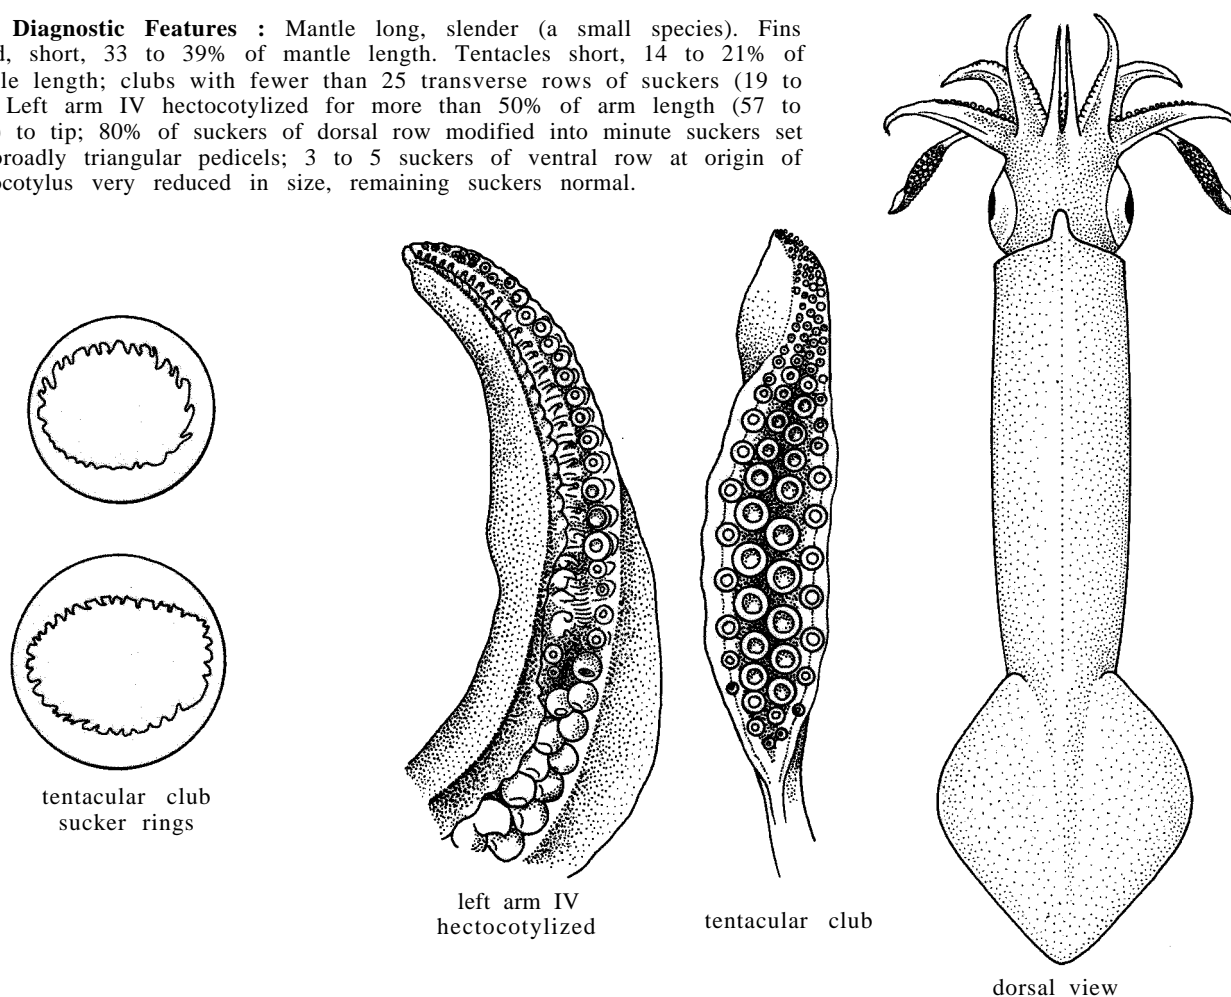 Diagnostic Features : Mantle long, slender (a small species). Fins
short, 33 to 39% of mantle length. Tentacles short, 14 to 21% of
length; clubs with fewer than 25 transverse rows of suckers (19 to
Left arm IV hectocotylized for more than 50% of arm length (57 to
to tip; 80% of suckers of dorsal row modified into minute suckers set
broadly triangular pedicels; 3 to 5 suckers of ventral row at origin of
very reduced in size, remaining suckers normal.
tentacular club
sucker rings
left arm IV
hectocotylized
tentacular club
dorsal view